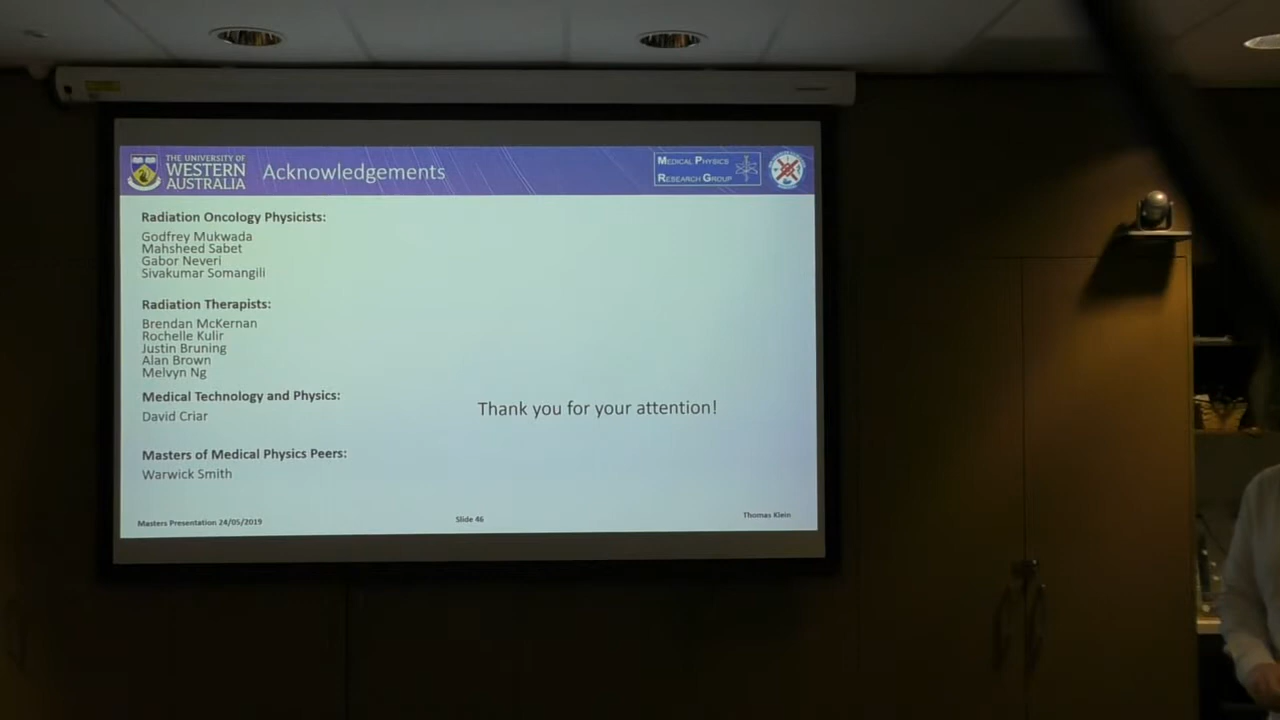 THE UNIVERSITY OF
WESTERN
AUSTRALIA
Acknowledgements
MEDICAL PHYSICS
RESEARCH GROUP
Radiation Oncology Physicists:
Godfrey Mukwada
Mahsheed Sabet
Gabor Neveri
Sivakumar Somangili
Radiation Therapists:
Brendan McKernan
Rochelle Kulir
Justin Bruning
Alan Brown
Melvyn Ng
Medical Technology and Physics:
David Criar
Thank you for your attention!
Masters of Medical Physics Peers:
Warwick Smith
Masters Presentation 24/05/2019
Slide 46
Thomas Klein